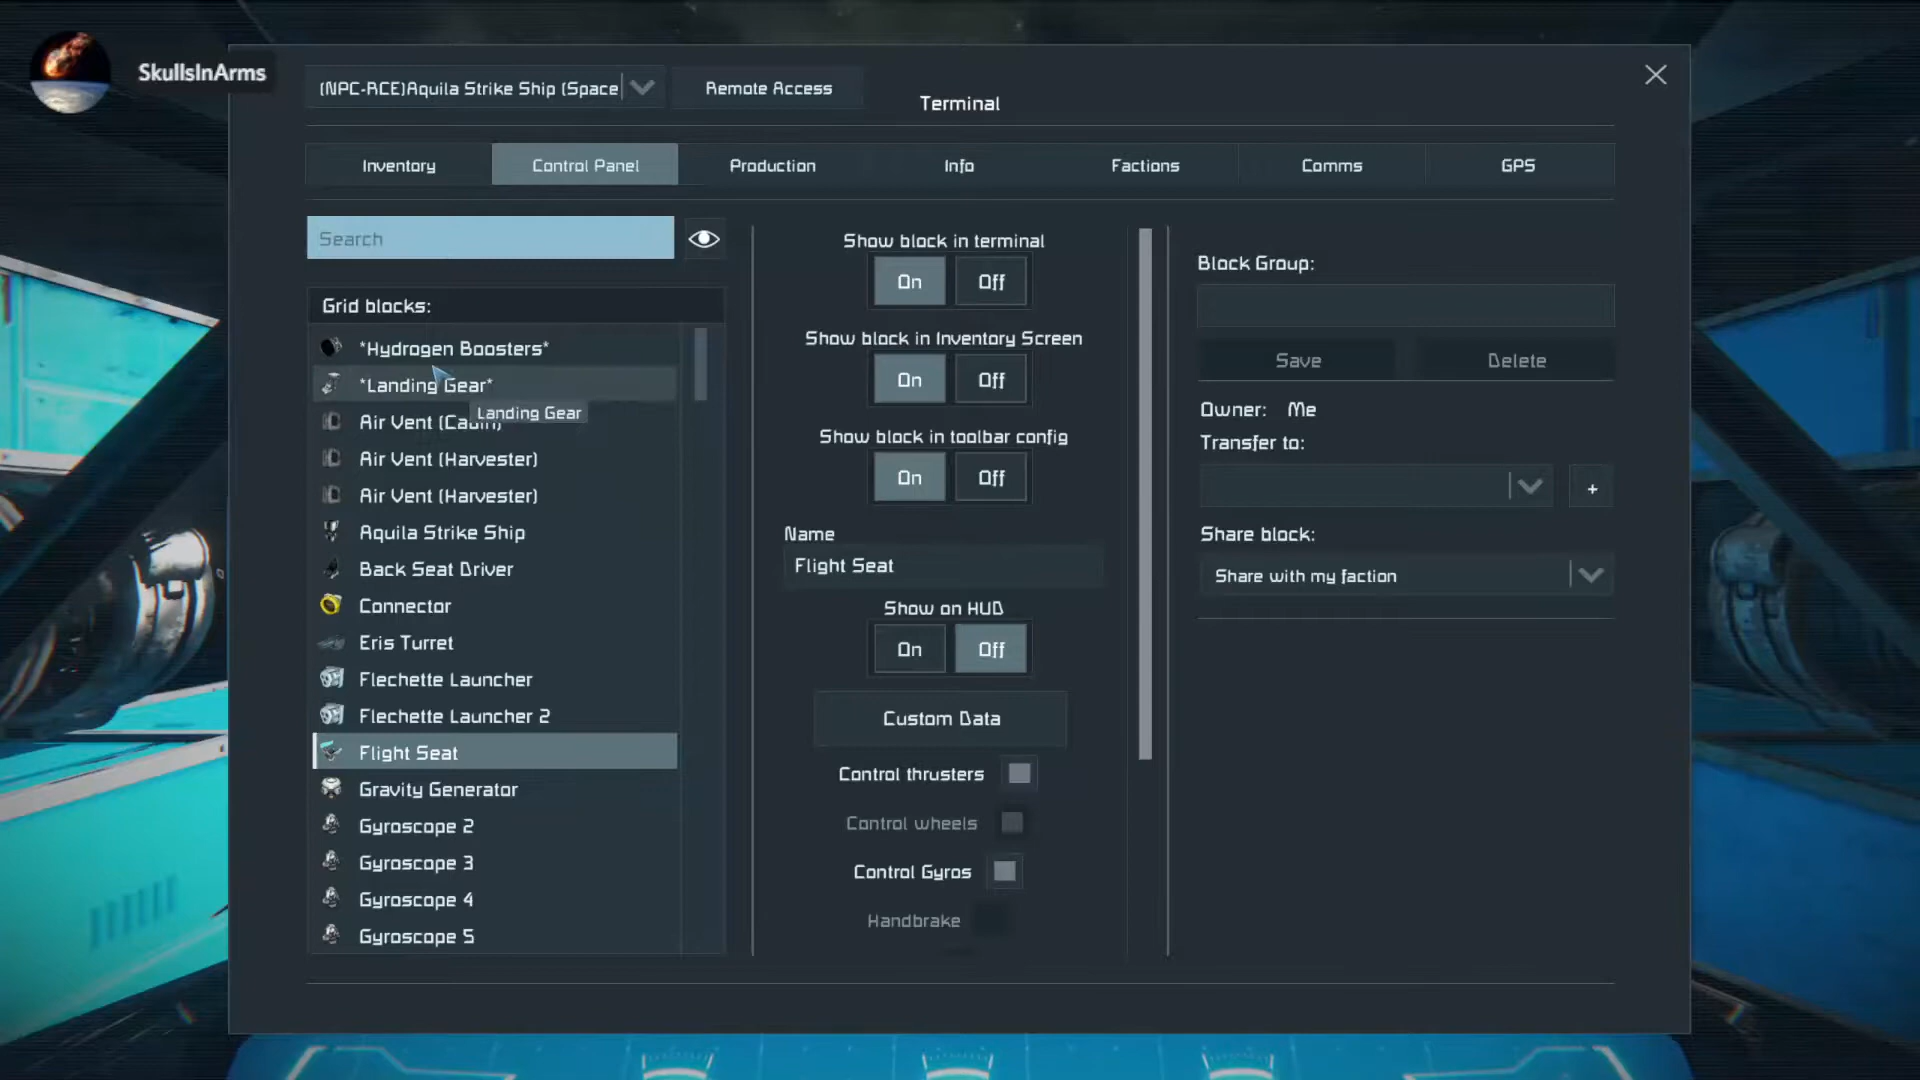 SkullsInArms
(NPC-RCE)Aquila Strike Ship (Space
Remote Access
Terminal
Inventory
Control Panel
Production
Info
Factions
Comms
GPS
Search
Grid blocks:
*Hydrogen Boosters*
*Landing Gear*
Landing Gear
Air Vent (Cabin)
Air Vent (Harvester)
Air Vent (Harvester)
Aquila Strike Ship
Back Seat Driver
Connector
Eris Turret
Flechette Launcher
Flechette Launcher 2
Flight Seat
Gravity Generator
Gyroscope 2
Gyroscope 3
Gyroscope 4
Gyroscope 5
Show block in terminal
On Off
Show block in Inventory Screen
On Off
Show block in toolbar config
On Off
Name
Flight Seat
Show on HUD
On Off
Custom Data
Control thrusters
Control wheels
Control Gyros
Handbrake
Block Group:
Save Delete
Owner: Me
Transfer to:
+
Share block:
Share with my faction